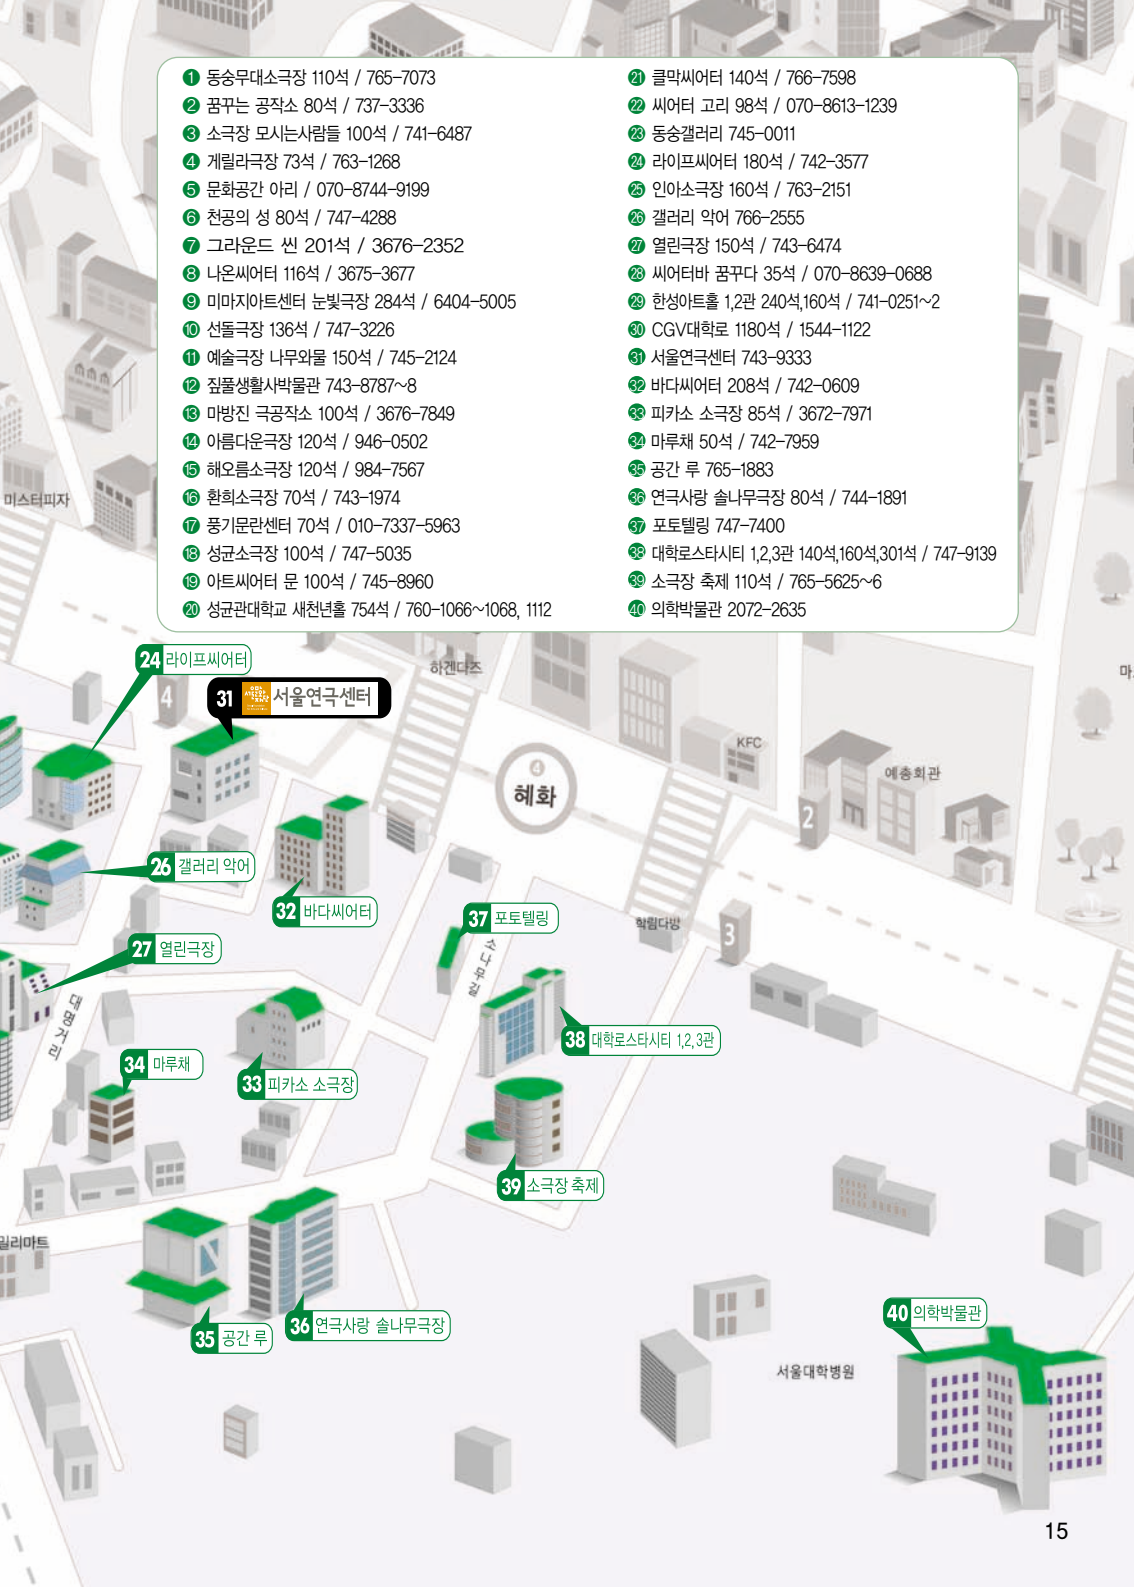 1 동숭무대소극장 110석 / 765-7073
2 꿈꾸는 공작소 80석 / 737-3336
3 소극장 모시는사람들 100석 / 741-6487
4 게릴라극장 73석 / 763-1268
5 문화공간 아리 / 070-8744-9199
6 천공의 성 80석 / 747-4288
7 그라운드 씬 201석 / 3676-2352
8 나온씨어터 116석 / 3675-3677
9 미마지아트센터 눈빛극장 284석 / 6404-5005
10 선돌극장 136석 / 747-3226
11 예술극장 나무와물 150석 / 745-2124
12 짚풀생활사박물관 743-8787~8
13 마방진 극공작소 100석 / 3676-7849
14 아름다운극장 120석 / 946-0502
15 해오름소극장 120석 / 984-7567
16 환희소극장 70석 / 743-1974
17 풍기문란센터 70석 / 010-7337-5963
18 성균소극장 100석 / 747-5035
19 아트씨어터 문 100석 / 745-8960
20 성균관대학교 새천년홀 754석 / 760-1066~1068, 1112
21 쿨막씨어터 140석 / 766-7598
22 씨어터 고리 98석 / 070-8613-1239
23 동숭갤러리 745-0011
24 라이프씨어터 180석 / 742-3577
25 인아소극장 160석 / 763-2151
26 갤러리 악어 766-2555
27 열린극장 150석 / 743-6474
28 씨어터바 꿈꾸다 35석 / 070-8639-0688
29 한성아트홀 1,2관 240석,160석 / 741-0251~2
30 CGV대학로 1180석 / 1544-1122
31 서울연극센터 743-9333
32 바다씨어터 208석 / 742-0609
33 피카소 소극장 85석 / 3672-7971
34 마루채 50석 / 742-7959
35 공간 루 765-1883
36 연극사랑 솔나무극장 80석 / 744-1891
37 포토텔링 747-7400
38 대학로스타시티 1,2,3관 140석,160석,301석 / 747-9139
39 소극장 축제 110석 / 765-5625~6
40 의학박물관 2072-2635
미스터피자
24 라이프씨어터
하겐다즈
마
4
31 서울연극센터
KFC
예총회관
4
혜화
2
26 갤러리 악어
32 바다씨어터
37 포토텔링
학림다방
3
27 열린극장
소나무길
대명거리
38 대학로스타시티 1,2,3관
34 마루채
33 피카소 소극장
39 소극장 축제
밀리마트
40 의학박물관
36 연극사랑 솔나무극장
35 공간 루
서울대학병원
15